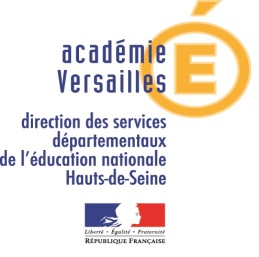 académie
Versailles
É
direction des services
départementaux
de l'éducation nationale
Hauts-de-Seine
Liberté • Égalité • Fraternité
RÉPUBLIQUE FRANÇAISE